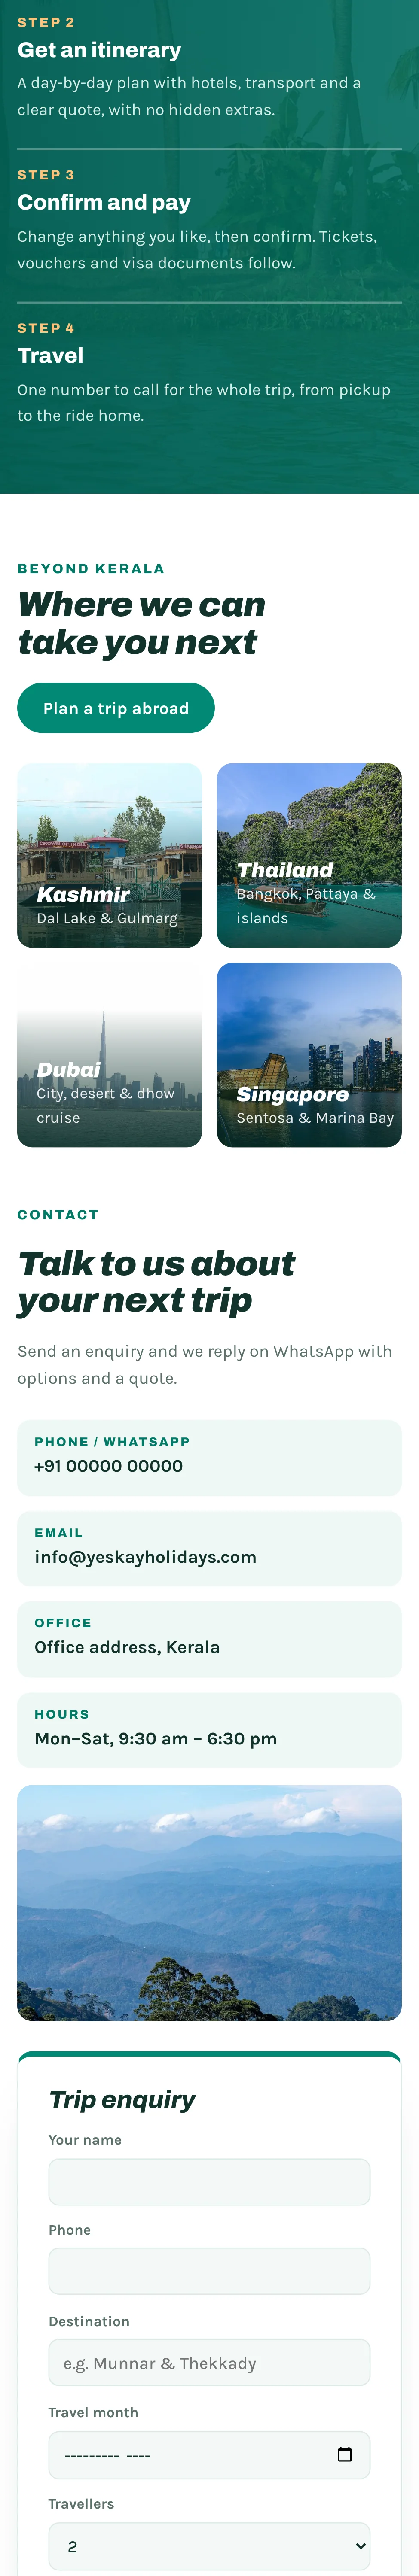 STEP 2
Get an itinerary
A day-by-day plan with hotels, transport and a
clear quote, with no hidden extras.
STEP 3
Confirm and pay
Change anything you like, then confirm. Tickets,
vouchers and visa documents follow.
STEP 4
Travel
One number to call for the whole trip, from pickup
to the ride home.
BEYOND KERALA
Where we can
take you next
Plan a trip abroad
CROWN OF INDIA
Kashmir
Dal Lake & Gulmarg
Thailand
Bangkok, Pattaya &
islands
Dubai
City, desert & dhow
cruise
Singapore
Sentosa & Marina Bay
CONTACT
Talk to us about
your next trip
Send an enquiry and we reply on WhatsApp with
options and a quote.
PHONE / WHATSAPP
+91 00000 00000
EMAIL
info@yeskayholidays.com
OFFICE
Office address, Kerala
HOURS
Mon–Sat, 9:30 am – 6:30 pm
Trip enquiry
Your name
Phone
Destination
e.g. Munnar & Thekkady
Travel month
--------- ----
Travellers
2